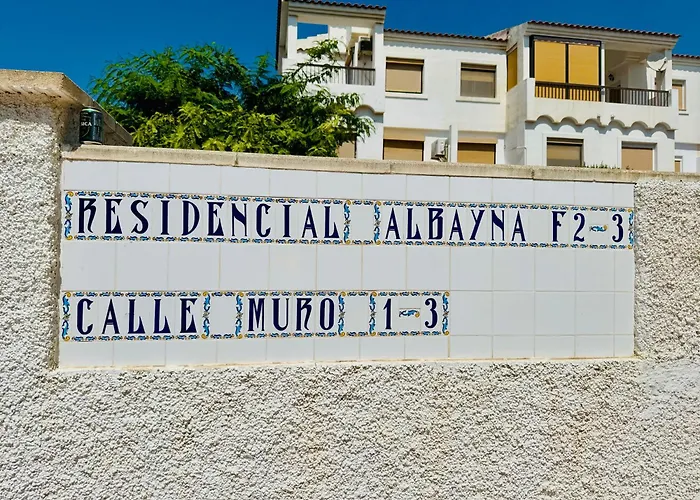 RESIDENCIAL ALBAYNA F2-3
CALLE MURO 1-3